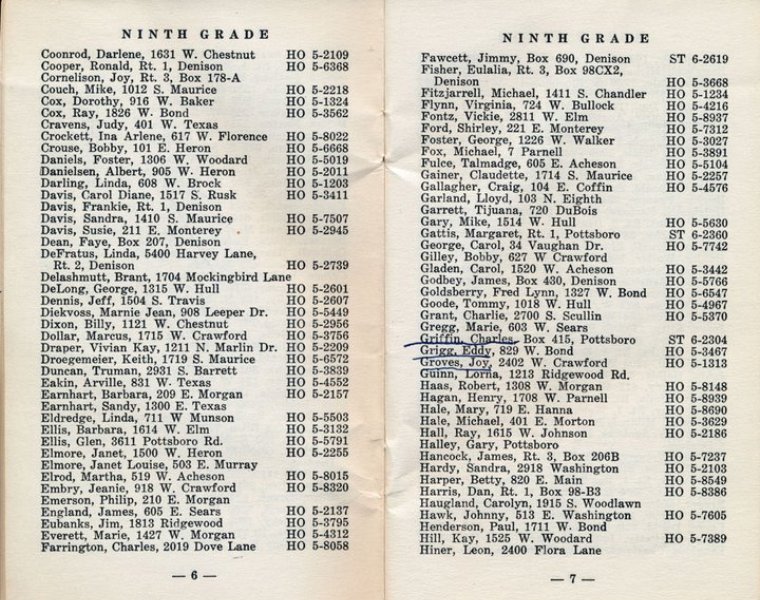 NINTH GRADE
Coonrod, Darlene, 1631 W. Chestnut HO 5-2109
Cooper, Ronald, Rt. 1, Denison HO 5-6368
Cornelison, Joy, Rt. 3, Box 178-A
Couch, Mike, 1012 S. Maurice HO 5-2218
Cox, Dorothy, 916 W. Baker HO 5-1324
Cox, Ray, 1826 W. Bond HO 5-3562
Cravens, Judy, 401 W. Texas
Crockett, Ina Arlene, 617 W. Florence HO 5-8022
Crouse, Bobby, 101 E. Heron HO 5-6668
Daniels, Foster, 1306 W. Woodard HO 5-5019
Danielsen, Albert, 905 W. Heron HO 5-2011
Darling, Linda, 608 W. Brock HO 5-1203
Davis, Carol Diane, 1517 S. Rusk HO 5-3411
Davis, Frankie, Rt. 1, Denison
Davis, Sandra, 1410 S. Maurice HO 5-7507
Davis, Susie, 211 E. Monterey HO 5-2945
Dean, Faye, Box 207, Denison
DeFratus, Linda, 5400 Harvey Lane,
Rt. 2, Denison HO 5-2739
Delashmutt, Brant, 1704 Mockingbird Lane
DeLong, George, 1315 W. Hull HO 5-2601
Dennis, Jeff, 1504 S. Travis HO 5-2607
Diekvoss, Marnie Jean, 908 Leeper Dr. HO 5-5449
Dixon, Billy, 1121 W. Chestnut HO 5-2956
Dollar, Marcus, 1715 W. Crawford HO 5-3756
Draper, Vivian Kay, 1211 N. Marlin Dr. HO 5-2209
Droegemeier, Keith, 1719 S. Maurice HO 5-6572
Duncan, Truman, 2931 S. Barrett HO 5-3839
Eakin, Arville, 831 W. Texas HO 5-4552
Earnhart, Barbara, 209 E. Morgan HO 5-2157
Earnhart, Sandy, 1300 E. Texas
Eldredge, Linda, 711 W Munson HO 5-5503
Ellis, Barbara, 1614 W. Elm HO 5-3132
Ellis, Glen, 3611 Pottsboro Rd. HO 5-5791
Elmore, Janet, 1500 W. Heron HO 5-2255
Elmore, Janet Louise, 503 E. Murray
Elrod, Martha, 519 W. Acheson HO 5-8015
Embry, Jeanie, 918 W. Crawford HO 5-8320
Emerson, Philip, 210 E. Morgan
England, James, 605 E. Sears HO 5-2137
Eubanks, Jim, 1813 Ridgewood HO 5-3795
Everett, Marie, 1427 W. Morgan HO 5-4312
Farrington, Charles, 2019 Dove Lane HO 5-8058
— 6 —
NINTH GRADE
Fawcett, Jimmy, Box 690, Denison ST 6-2619
Fisher, Eulalia, Rt. 3, Box 98CX2,
Denison HO 5-3668
Fitzjarrell, Michael, 1411 S. Chandler HO 5-1234
Flynn, Virginia, 724 W. Bullock HO 5-4216
Fontz, Vickie, 2811 W. Elm HO 5-8937
Ford, Shirley, 221 E. Monterey HO 5-7312
Foster, George, 1226 W. Walker HO 5-3027
Fox, Michael, 7 Parnell HO 5-3891
Fulce, Talmadge, 605 E. Acheson HO 5-5104
Gainer, Claudette, 1714 S. Maurice HO 5-2257
Gallagher, Craig, 104 E. Coffin HO 5-4576
Garland, Lloyd, 103 N. Eighth
Garrett, Tijuana, 720 DuBois
Gary, Mike, 1514 W. Hull HO 5-5630
Gattis, Margaret, Rt. 1, Pottsboro ST 6-2360
George, Carol, 34 Vaughan Dr. HO 5-7742
Gilley, Bobby, 627 W Crawford
Gladen, Carol, 1520 W. Acheson HO 5-3442
Godbey, James, Box 430, Denison HO 5-5766
Goldsberry, Fred Lynn, 1327 W. Bond HO 5-6547
Goode, Tommy, 1018 W. Hull HO 5-4967
Grant, Charlie, 2700 S. Scullin HO 5-5370
Gregg, Marie, 603 W. Sears
Griffin, Charles, Box 415, Pottsboro ST 6-2304
Grigg, Eddy, 829 W. Bond HO 5-3467
Groves, Joy, 2402 W. Crawford HO 5-1313
Guinn, Lorna, 1213 Ridgewood Rd.
Haas, Robert, 1308 W. Morgan HO 5-8148
Hagan, Henry, 1708 W. Parnell HO 5-8939
Hale, Mary, 719 E. Hanna HO 5-8690
Hale, Michael, 401 E. Morton HO 5-3629
Hall, Ray, 1615 W. Johnson HO 5-2186
Halley, Gary, Pottsboro
Hancock, James, Rt. 3, Box 206B HO 5-7237
Hardy, Sandra, 2918 Washington HO 5-2103
Harper, Betty, 820 E. Main HO 5-8549
Harris, Dan, Rt. 1, Box 98-B3 HO 5-8386
Haugland, Carolyn, 1915 S. Woodlawn
Hawk, Johnny, 513 E. Washington HO 5-7605
Henderson, Paul, 1711 W. Bond
Hill, Kay, 1525 W. Woodard HO 5-7389
Hiner, Leon, 2400 Flora Lane
— 7 —